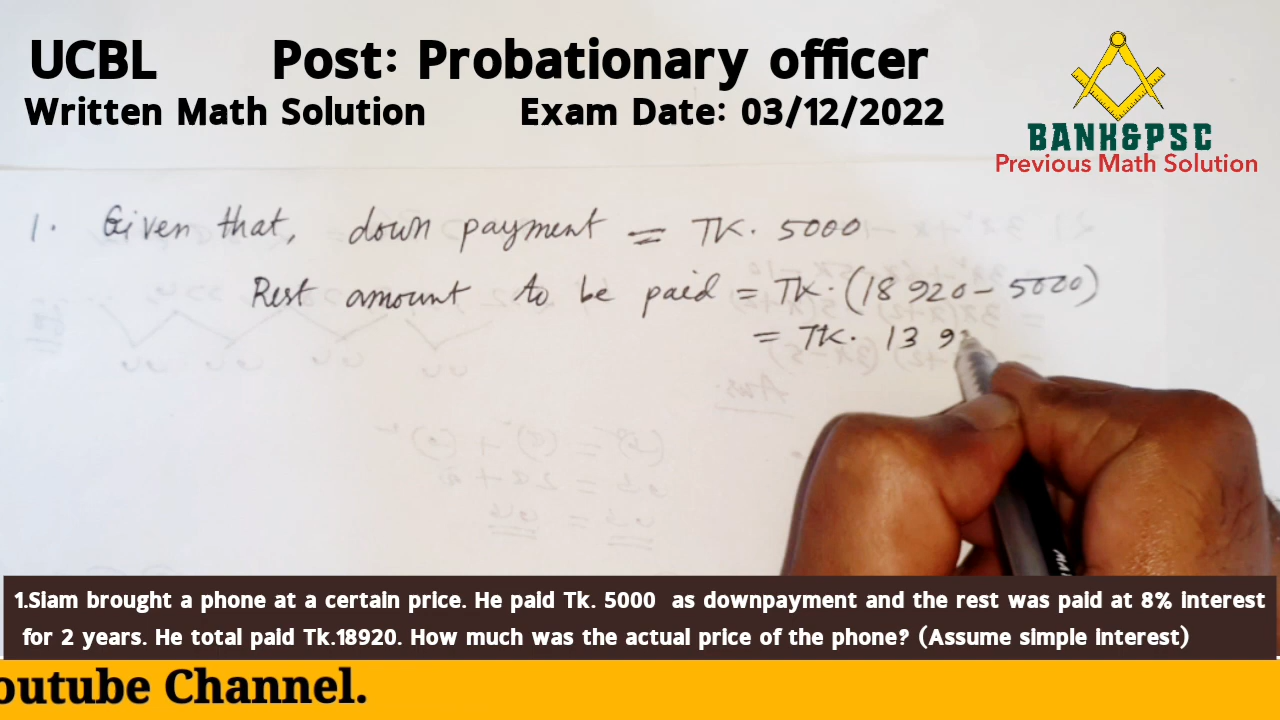 UCBL Post: Probationary officer
Written Math Solution Exam Date: 03/12/2022
BANK&PSC
Previous Math Solution
1. Given that, down payment = TK. 5000
Rest amount to be paid = TK. (18920 - 5000)
= TK. 13 9
1.Siam brought a phone at a certain price. He paid Tk. 5000 as downpayment and the rest was paid at 8% interest
for 2 years. He total paid Tk.18920. How much was the actual price of the phone? (Assume simple interest)
outube Channel.